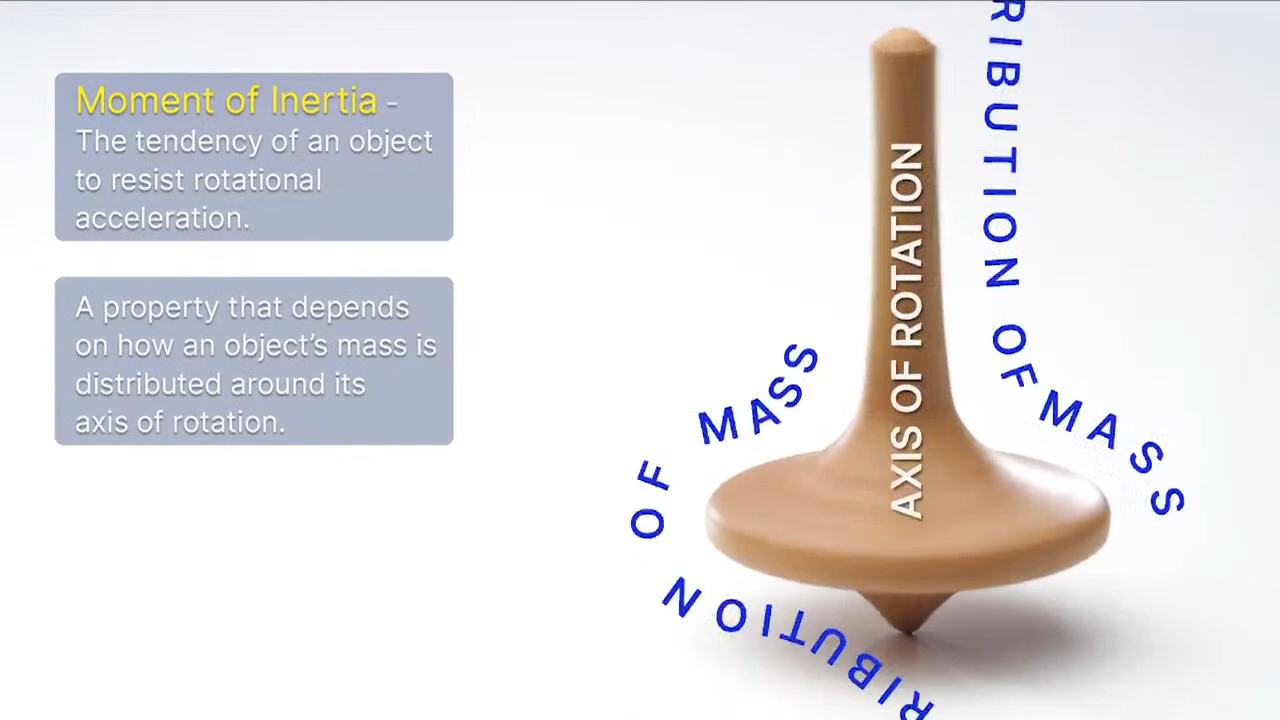 Moment of Inertia -
The tendency of an object
to resist rotational
acceleration.
A property that depends
on how an object’s mass is
distributed around its
axis of rotation.
AXIS OF ROTATION
RIBUTION OF MASS
RIBUTION OF MASS